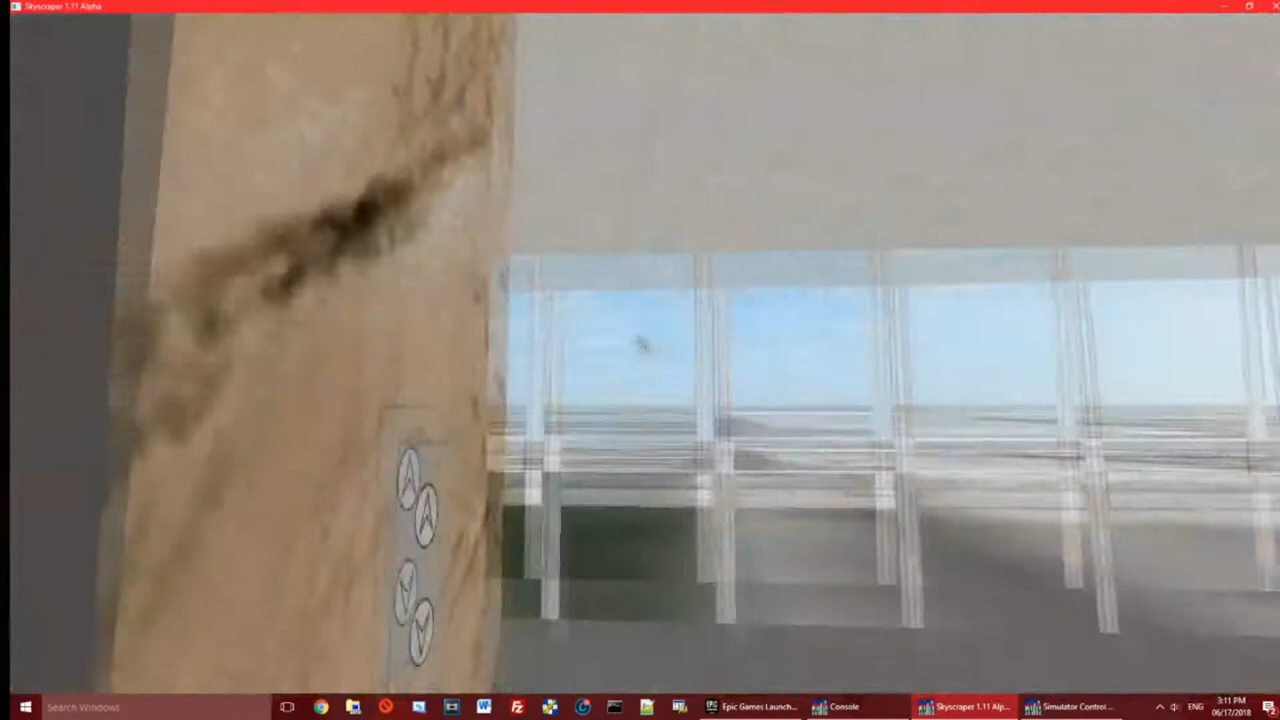 Skyscraper 1.11 Alpha
Search Windows
Epic Games Launch...
Console
Skyscraper 1.11 Alp...
Simulator Control ...
ENG
3:11 PM
06/17/2018